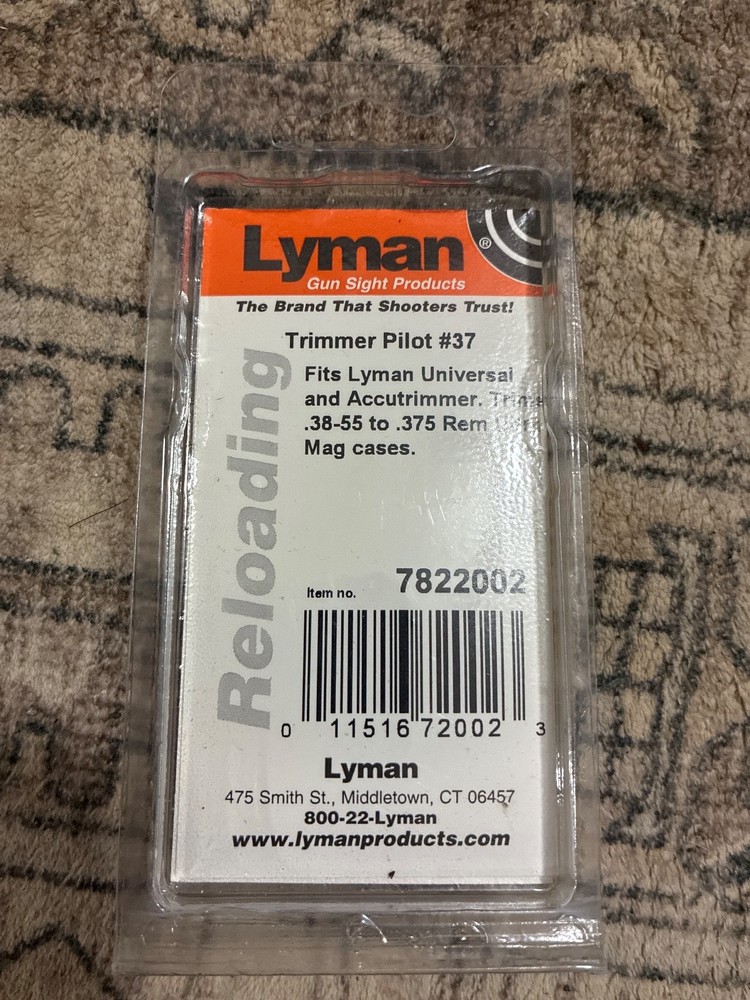 Lyman®
Gun Sight Products
The Brand That Shooters Trust!
Trimmer Pilot #37
Reloading
Fits Lyman Universal
and Accutrimmer. Trims
.38-55 to .375 Rem
Mag cases.
Item no. 7822002
0 11516 72002 3
Lyman
475 Smith St., Middletown, CT 06457
800-22-Lyman
www.lymanproducts.com